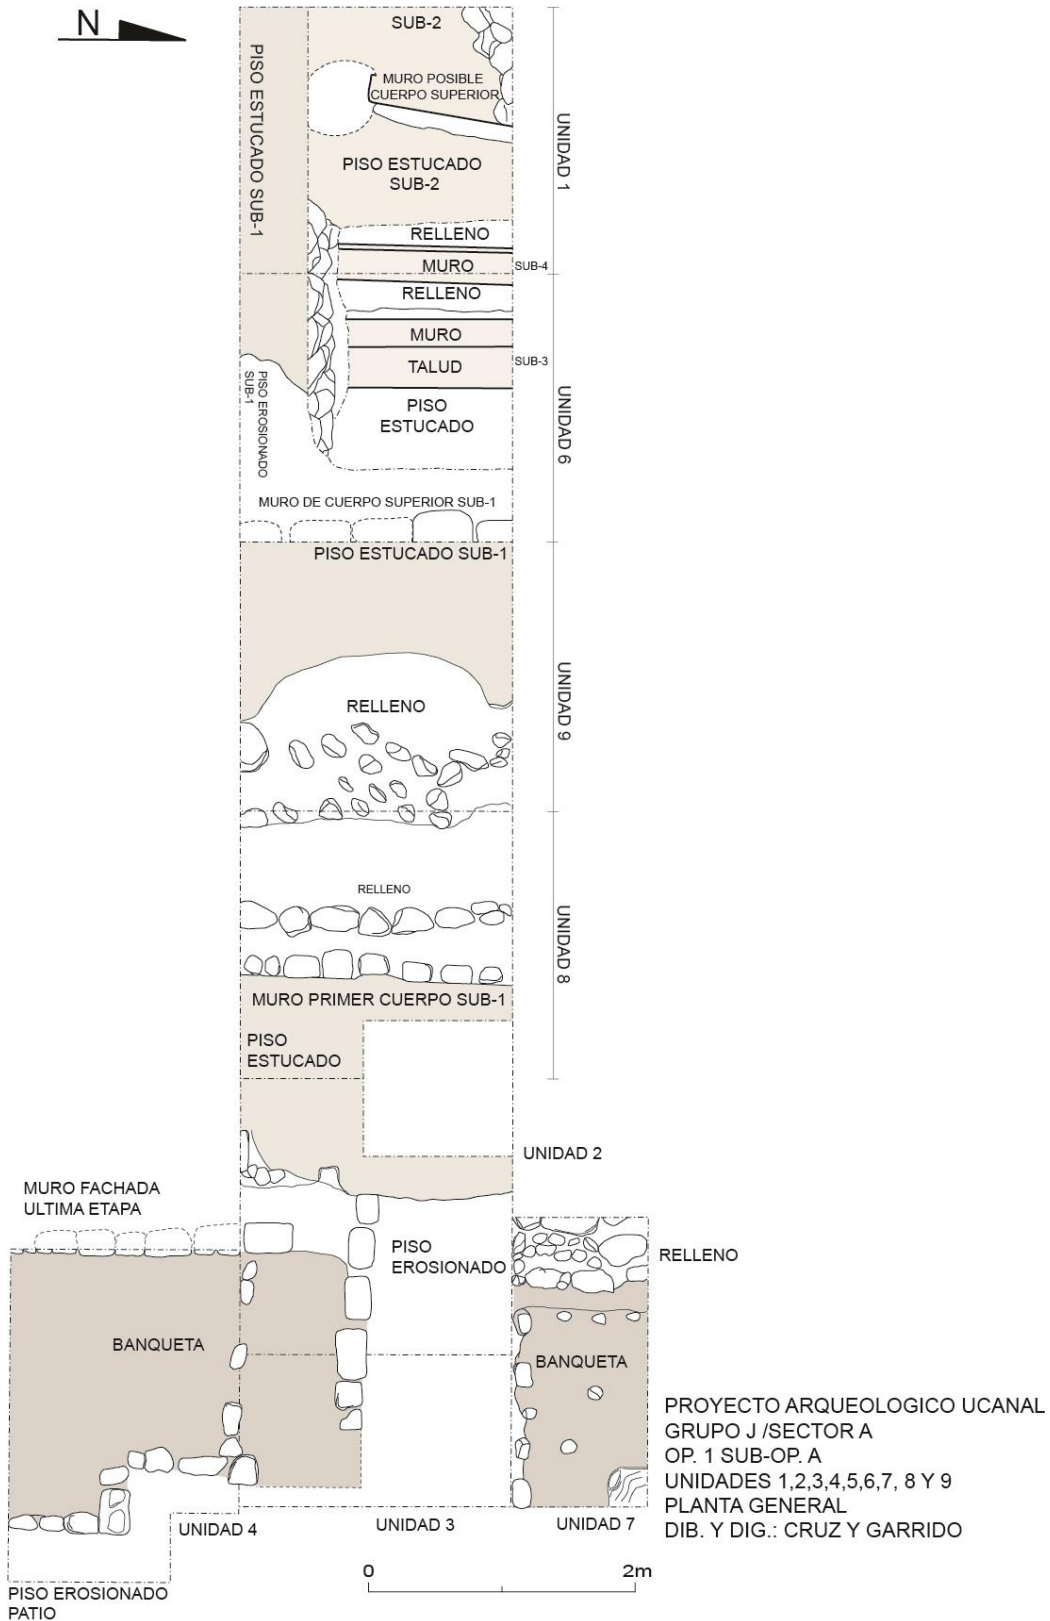 N
SUB-2
PISO ESTUCADO SUB-1
MURO POSIBLE
CUERPO SUPERIOR
UNIDAD 1
PISO ESTUCADO
SUB-2
RELLENO
MURO
SUB-4
RELLENO
MURO
TALUD
SUB-3
PISO EROSIONADO
SUB-1
PISO
ESTUCADO
UNIDAD 6
MURO DE CUERPO SUPERIOR SUB-1
PISO ESTUCADO SUB-1
RELLENO
UNIDAD 9
RELLENO
UNIDAD 8
MURO PRIMER CUERPO SUB-1
PISO
ESTUCADO
UNIDAD 2
MURO FACHADA
ULTIMA ETAPA
PISO
EROSIONADO
RELLENO
BANQUETA
BANQUETA
PROYECTO ARQUEOLOGICO UCANAL
GRUPO J /SECTOR A
OP. 1 SUB-OP. A
UNIDADES 1,2,3,4,5,6,7, 8 Y 9
PLANTA GENERAL
DIB. Y DIG.: CRUZ Y GARRIDO
UNIDAD 4
UNIDAD 3
UNIDAD 7
0
2m
PISO EROSIONADO
PATIO